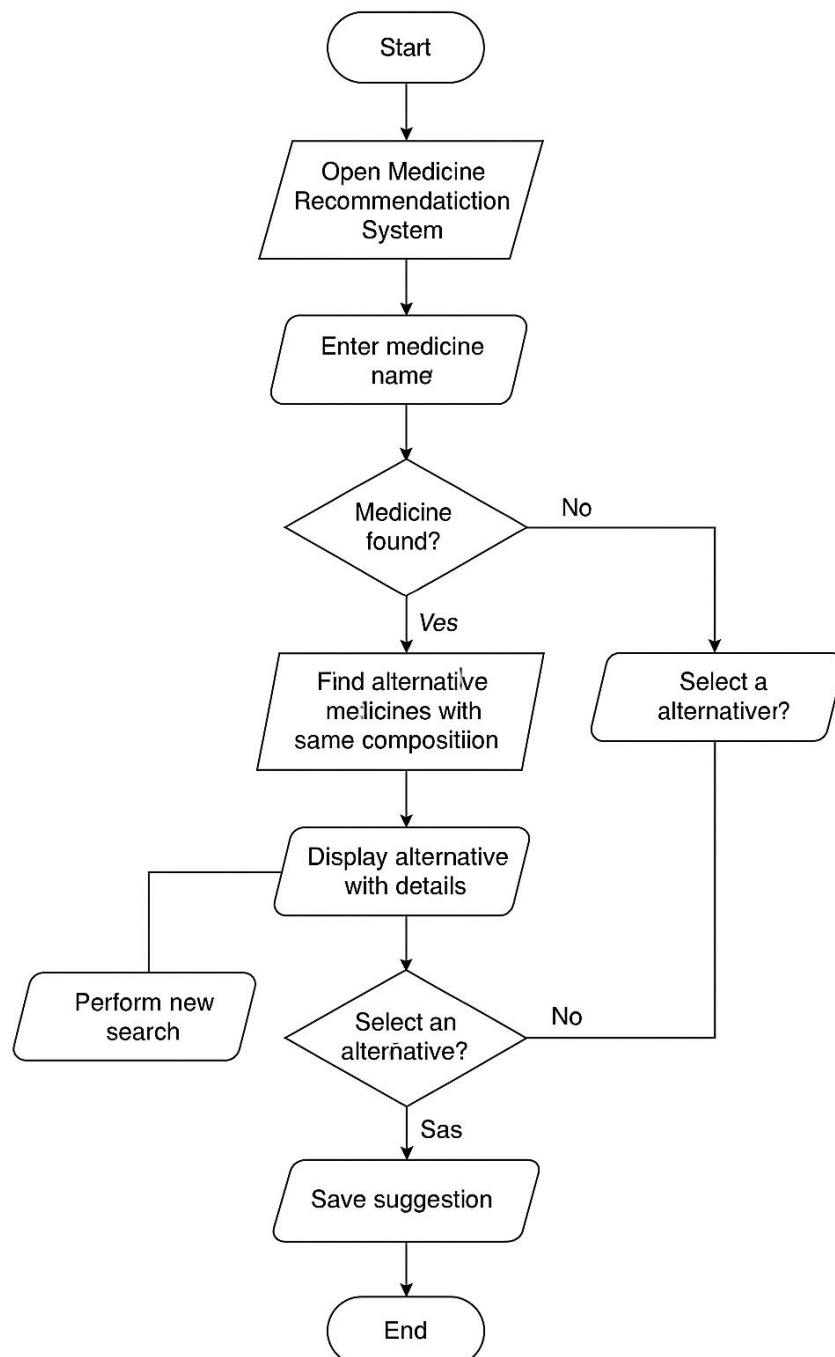 Start
Open Medicine
Recommendatiction
System
Enter medicine
name
Medicine
found?
No
Ves
Find alternative
medicines with
same compositiion
Select a
alternativer?
Display alternative
with details
Perform new
search
Select an
alternative?
No
Sas
Save suggestion
End